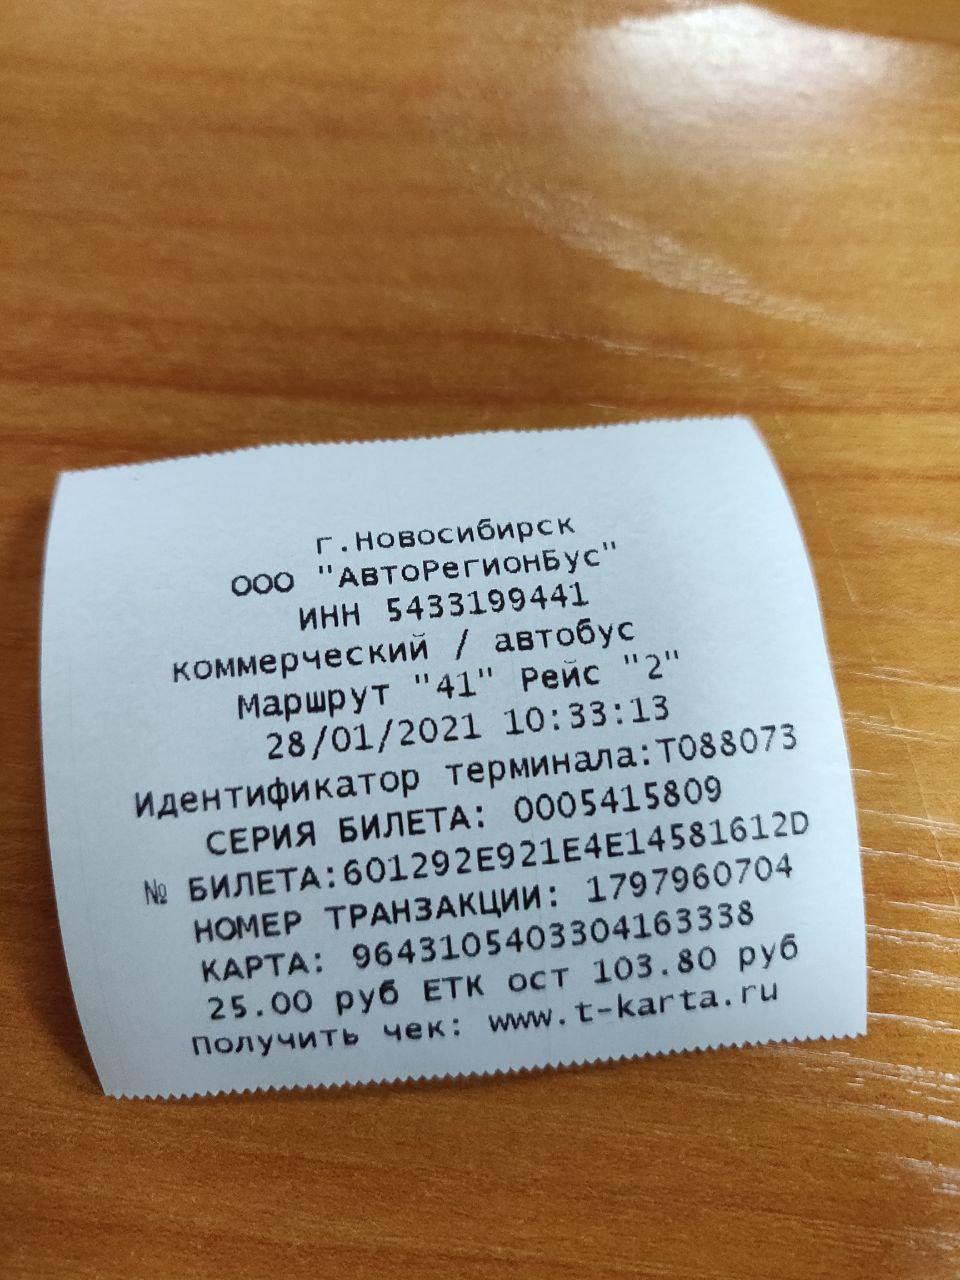 г.Новосибирск
ООО "АвтоРегионБус"
ИНН 5433199441
коммерческий / автобус
Маршрут "41" Рейс "2"
28/01/2021 10:33:13
Идентификатор терминала:T088073
СЕРИЯ БИЛЕТА: 0005415809
№ БИЛЕТА:601292E921E4E14581612D
НОМЕР ТРАНЗАКЦИИ: 1797960704
КАРТА: 9643105403304163338
25.00 руб ЕТК ост 103.80 руб
получить чек: www.t-karta.ru